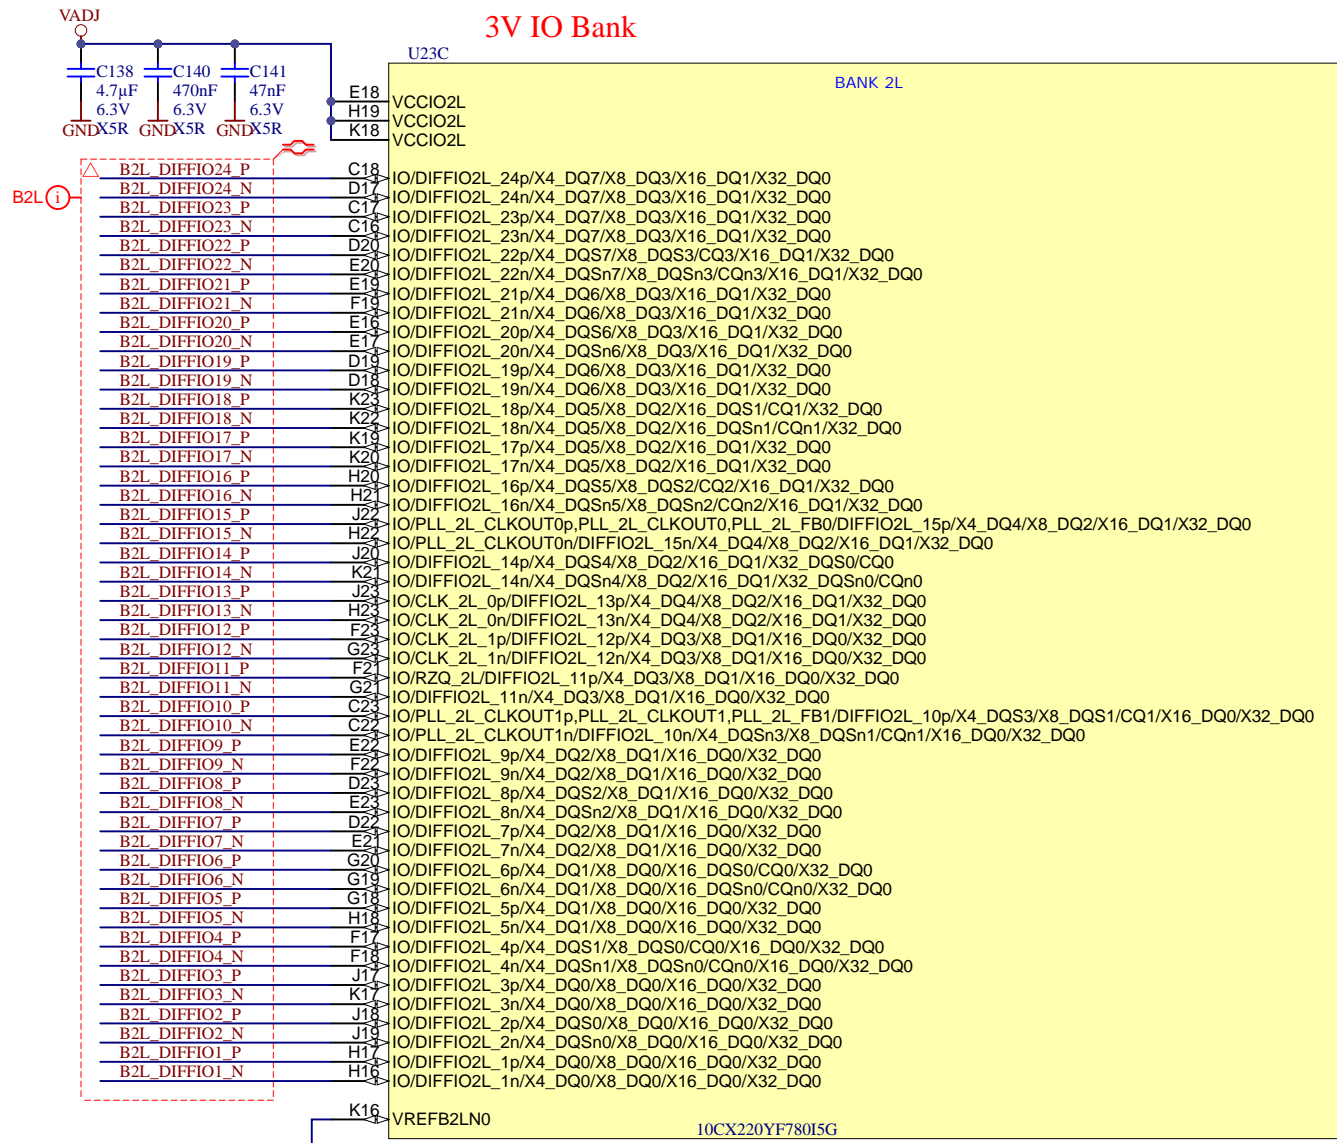 VADJ
3V IO Bank
U23C
BANK 2L
C138 4.7µF 6.3V X5R GND
C140 470nF 6.3V X5R GND
C141 47nF 6.3V X5R GND
E18 VCCIO2L
H19 VCCIO2L
K18 VCCIO2L
B2L i
B2L_DIFFIO24_P C18 IO/DIFFIO2L_24p/X4_DQ7/X8_DQ3/X16_DQ1/X32_DQ0
B2L_DIFFIO24_N D17 IO/DIFFIO2L_24n/X4_DQ7/X8_DQ3/X16_DQ1/X32_DQ0
B2L_DIFFIO23_P C17 IO/DIFFIO2L_23p/X4_DQ7/X8_DQ3/X16_DQ1/X32_DQ0
B2L_DIFFIO23_N C16 IO/DIFFIO2L_23n/X4_DQ7/X8_DQ3/X16_DQ1/X32_DQ0
B2L_DIFFIO22_P D20 IO/DIFFIO2L_22p/X4_DQS7/X8_DQS3/CQ3/X16_DQ1/X32_DQ0
B2L_DIFFIO22_N E20 IO/DIFFIO2L_22n/X4_DQSn7/X8_DQSn3/CQn3/X16_DQ1/X32_DQ0
B2L_DIFFIO21_P E19 IO/DIFFIO2L_21p/X4_DQ6/X8_DQ3/X16_DQ1/X32_DQ0
B2L_DIFFIO21_N F19 IO/DIFFIO2L_21n/X4_DQ6/X8_DQ3/X16_DQ1/X32_DQ0
B2L_DIFFIO20_P E16 IO/DIFFIO2L_20p/X4_DQS6/X8_DQ3/X16_DQ1/X32_DQ0
B2L_DIFFIO20_N E17 IO/DIFFIO2L_20n/X4_DQSn6/X8_DQ3/X16_DQ1/X32_DQ0
B2L_DIFFIO19_P D19 IO/DIFFIO2L_19p/X4_DQ6/X8_DQ3/X16_DQ1/X32_DQ0
B2L_DIFFIO19_N D18 IO/DIFFIO2L_19n/X4_DQ6/X8_DQ3/X16_DQ1/X32_DQ0
B2L_DIFFIO18_P K23 IO/DIFFIO2L_18p/X4_DQ5/X8_DQ2/X16_DQS1/CQ1/X32_DQ0
B2L_DIFFIO18_N K22 IO/DIFFIO2L_18n/X4_DQ5/X8_DQ2/X16_DQSn1/CQn1/X32_DQ0
B2L_DIFFIO17_P K19 IO/DIFFIO2L_17p/X4_DQ5/X8_DQ2/X16_DQ1/X32_DQ0
B2L_DIFFIO17_N K20 IO/DIFFIO2L_17n/X4_DQ5/X8_DQ2/X16_DQ1/X32_DQ0
B2L_DIFFIO16_P H20 IO/DIFFIO2L_16p/X4_DQS5/X8_DQS2/CQ2/X16_DQ1/X32_DQ0
B2L_DIFFIO16_N H21 IO/DIFFIO2L_16n/X4_DQSn5/X8_DQSn2/CQn2/X16_DQ1/X32_DQ0
B2L_DIFFIO15_P J22 IO/PLL_2L_CLKOUT0p,PLL_2L_CLKOUT0,PLL_2L_FB0/DIFFIO2L_15p/X4_DQ4/X8_DQ2/X16_DQ1/X32_DQ0
B2L_DIFFIO15_N H22 IO/PLL_2L_CLKOUT0n/DIFFIO2L_15n/X4_DQ4/X8_DQ2/X16_DQ1/X32_DQ0
B2L_DIFFIO14_P J20 IO/DIFFIO2L_14p/X4_DQS4/X8_DQ2/X16_DQ1/X32_DQS0/CQ0
B2L_DIFFIO14_N K21 IO/DIFFIO2L_14n/X4_DQSn4/X8_DQ2/X16_DQ1/X32_DQSn0/CQn0
B2L_DIFFIO13_P J23 IO/CLK_2L_0p/DIFFIO2L_13p/X4_DQ4/X8_DQ2/X16_DQ1/X32_DQ0
B2L_DIFFIO13_N H23 IO/CLK_2L_0n/DIFFIO2L_13n/X4_DQ4/X8_DQ2/X16_DQ1/X32_DQ0
B2L_DIFFIO12_P F23 IO/CLK_2L_1p/DIFFIO2L_12p/X4_DQ3/X8_DQ1/X16_DQ0/X32_DQ0
B2L_DIFFIO12_N G23 IO/CLK_2L_1n/DIFFIO2L_12n/X4_DQ3/X8_DQ1/X16_DQ0/X32_DQ0
B2L_DIFFIO11_P F21 IO/RZQ_2L/DIFFIO2L_11p/X4_DQ3/X8_DQ1/X16_DQ0/X32_DQ0
B2L_DIFFIO11_N G21 IO/DIFFIO2L_11n/X4_DQ3/X8_DQ1/X16_DQ0/X32_DQ0
B2L_DIFFIO10_P C23 IO/PLL_2L_CLKOUT1p,PLL_2L_CLKOUT1,PLL_2L_FB1/DIFFIO2L_10p/X4_DQS3/X8_DQS1/CQ1/X16_DQ0/X32_DQ0
B2L_DIFFIO10_N C22 IO/PLL_2L_CLKOUT1n/DIFFIO2L_10n/X4_DQSn3/X8_DQSn1/CQn1/X16_DQ0/X32_DQ0
B2L_DIFFIO9_P E22 IO/DIFFIO2L_9p/X4_DQ2/X8_DQ1/X16_DQ0/X32_DQ0
B2L_DIFFIO9_N F22 IO/DIFFIO2L_9n/X4_DQ2/X8_DQ1/X16_DQ0/X32_DQ0
B2L_DIFFIO8_P D23 IO/DIFFIO2L_8p/X4_DQS2/X8_DQ1/X16_DQ0/X32_DQ0
B2L_DIFFIO8_N E23 IO/DIFFIO2L_8n/X4_DQSn2/X8_DQ1/X16_DQ0/X32_DQ0
B2L_DIFFIO7_P D22 IO/DIFFIO2L_7p/X4_DQ2/X8_DQ1/X16_DQ0/X32_DQ0
B2L_DIFFIO7_N E21 IO/DIFFIO2L_7n/X4_DQ2/X8_DQ1/X16_DQ0/X32_DQ0
B2L_DIFFIO6_P G20 IO/DIFFIO2L_6p/X4_DQ1/X8_DQ0/X16_DQS0/CQ0/X32_DQ0
B2L_DIFFIO6_N G19 IO/DIFFIO2L_6n/X4_DQ1/X8_DQ0/X16_DQSn0/CQn0/X32_DQ0
B2L_DIFFIO5_P G18 IO/DIFFIO2L_5p/X4_DQ1/X8_DQ0/X16_DQ0/X32_DQ0
B2L_DIFFIO5_N H18 IO/DIFFIO2L_5n/X4_DQ1/X8_DQ0/X16_DQ0/X32_DQ0
B2L_DIFFIO4_P F17 IO/DIFFIO2L_4p/X4_DQS1/X8_DQS0/CQ0/X16_DQ0/X32_DQ0
B2L_DIFFIO4_N F18 IO/DIFFIO2L_4n/X4_DQSn1/X8_DQSn0/CQn0/X16_DQ0/X32_DQ0
B2L_DIFFIO3_P J17 IO/DIFFIO2L_3p/X4_DQ0/X8_DQ0/X16_DQ0/X32_DQ0
B2L_DIFFIO3_N K17 IO/DIFFIO2L_3n/X4_DQ0/X8_DQ0/X16_DQ0/X32_DQ0
B2L_DIFFIO2_P J18 IO/DIFFIO2L_2p/X4_DQS0/X8_DQ0/X16_DQ0/X32_DQ0
B2L_DIFFIO2_N J19 IO/DIFFIO2L_2n/X4_DQSn0/X8_DQ0/X16_DQ0/X32_DQ0
B2L_DIFFIO1_P H17 IO/DIFFIO2L_1p/X4_DQ0/X8_DQ0/X16_DQ0/X32_DQ0
B2L_DIFFIO1_N H16 IO/DIFFIO2L_1n/X4_DQ0/X8_DQ0/X16_DQ0/X32_DQ0
K16 VREFB2LN0
10CX220YF780I5G